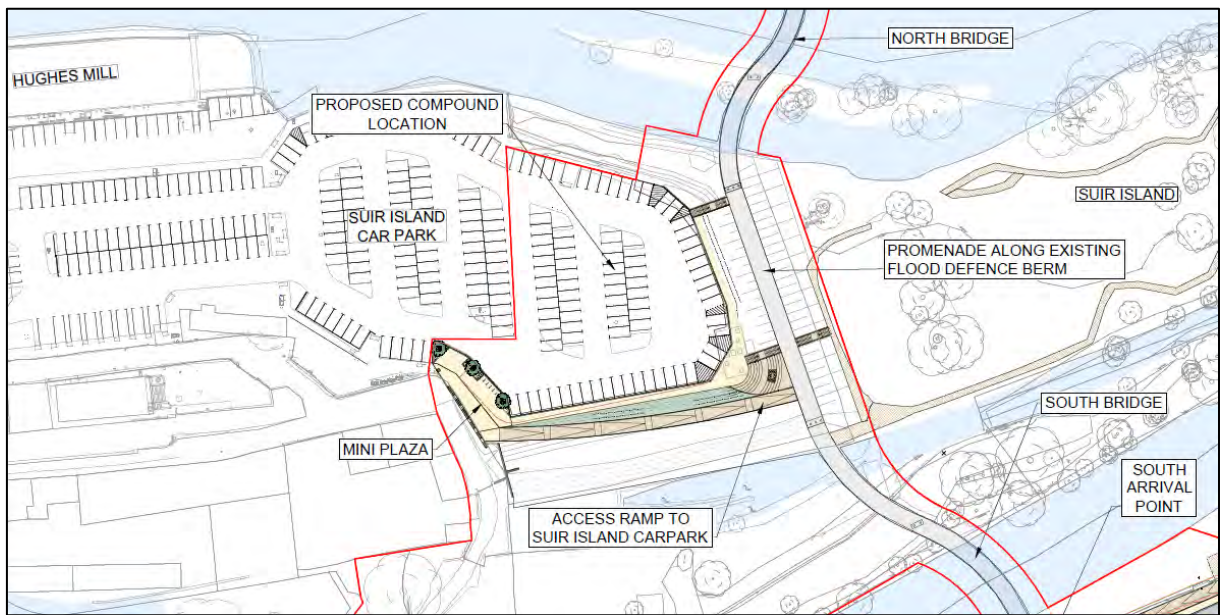 NORTH BRIDGE
HUGHES MILL
PROPOSED COMPOUND
LOCATION
SUIR ISLAND
SUIR ISLAND
CAR PARK
PROMENADE ALONG EXISTING
FLOOD DEFENCE BERM
SOUTH BRIDGE
MINI PLAZA
SOUTH
ARRIVAL
POINT
ACCESS RAMP TO
SUIR ISLAND CARPARK